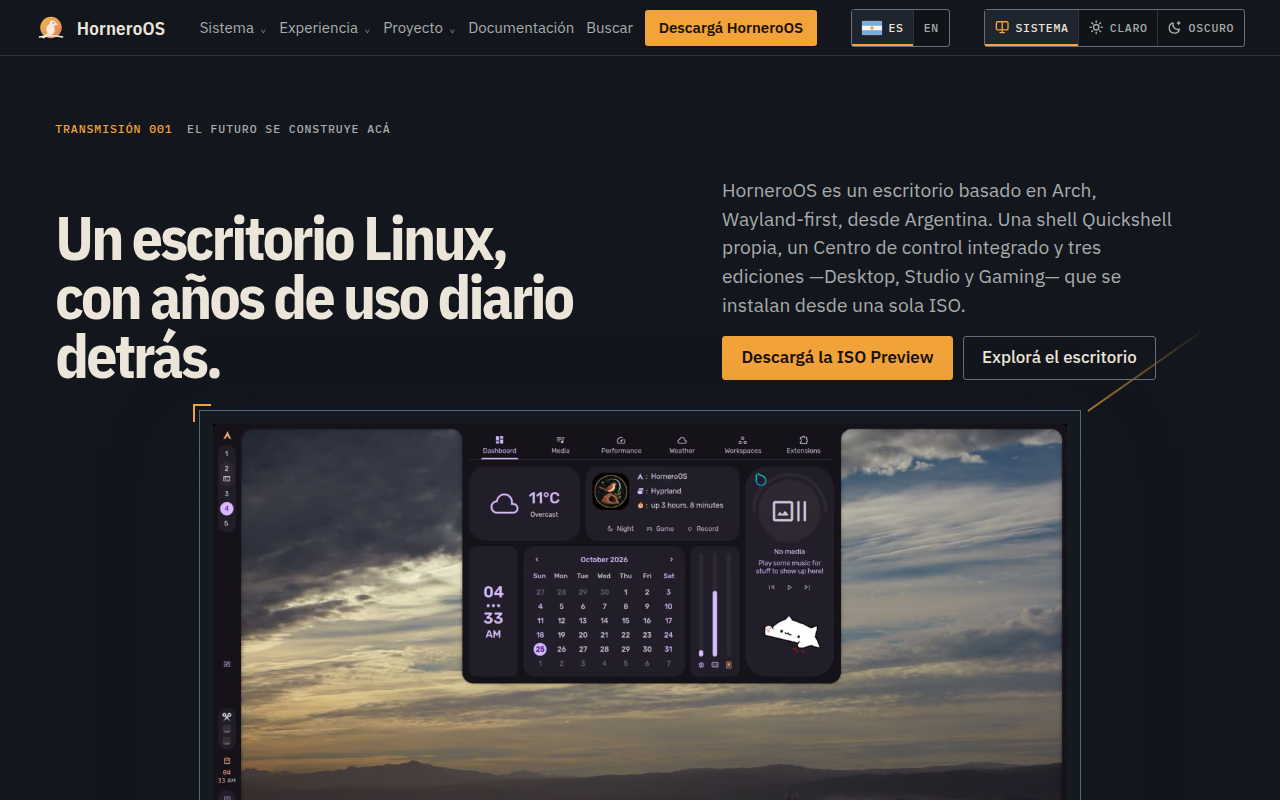 HorneroOS
Sistema
Experiencia
Proyecto
Documentación
Buscar
Descargá HorneroOS
ES
EN
SISTEMA
CLARO
OSCURO
TRANSMISIÓN 001 EL FUTURO SE CONSTRUYE ACÁ
Un escritorio Linux,
con años de uso diario
detrás.
HorneroOS es un escritorio basado en Arch,
Wayland-first, desde Argentina. Una shell Quickshell
propia, un Centro de control integrado y tres
ediciones —Desktop, Studio y Gaming— que se
instalan desde una sola ISO.
Descargá la ISO Preview
Explorá el escritorio
1
2
3
4
5
Dashboard
Media
Performance
Weather
Workspaces
Extensions
11°C
Overcast
: HorneroOS
: Hyprland
: up 3 hours, 8 minutes
Night
Game
Record
No media
Play some music for
stuff to show up here!
04
33
AM
October 2026
Sun Mon Tue Wed Thu Fri Sat
27 28 29 30 1 2 3
4 5 6 7 8 9 10
11 12 13 14 15 16 17
18 19 20 21 22 23 24
25 26 27 28 29 30 31
1 2 3 4 5 6 7
04
33 AM